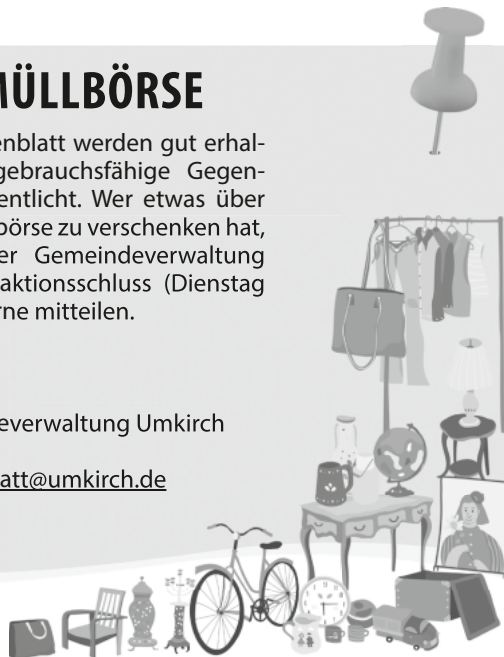 MÜLLBÖRSE
enblatt werden gut erhal-
gebrauchsfähige Gegen-
entlicht. Wer etwas über
börse zu verschenken hat,
er Gemeindeverwaltung
aktionsschluss (Dienstag
rne mitteilen.
everwaltung Umkirch
att@umkirch.de